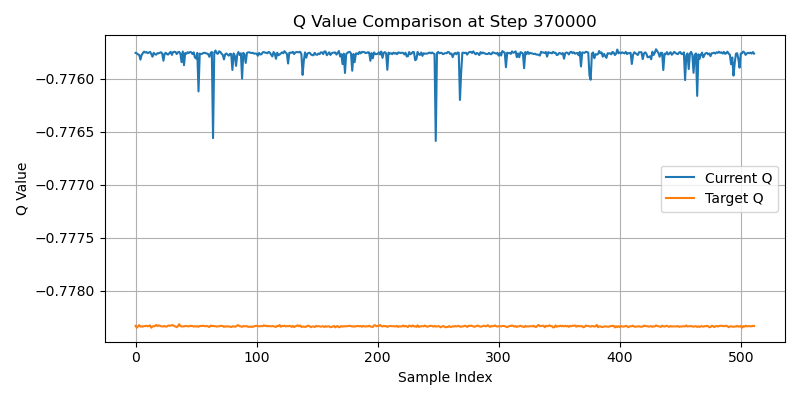 Q Value Comparison at Step 370000
Q Value
−0.7760
−0.7765
−0.7770
−0.7775
−0.7780
Current Q
Target Q
0 100 200 300 400 500
Sample Index